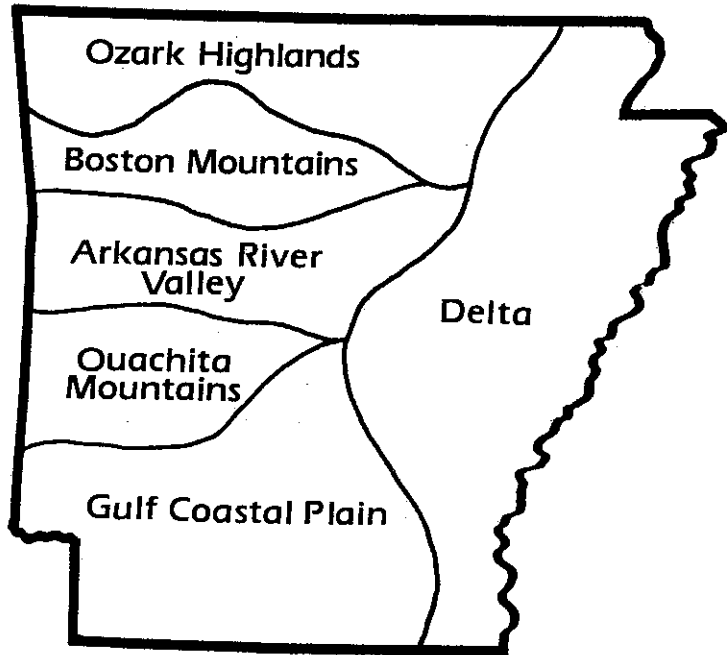 Ozark Highlands
Boston Mountains
Arkansas River
Valley
Delta
Ouachita
Mountains
Gulf Coastal Plain